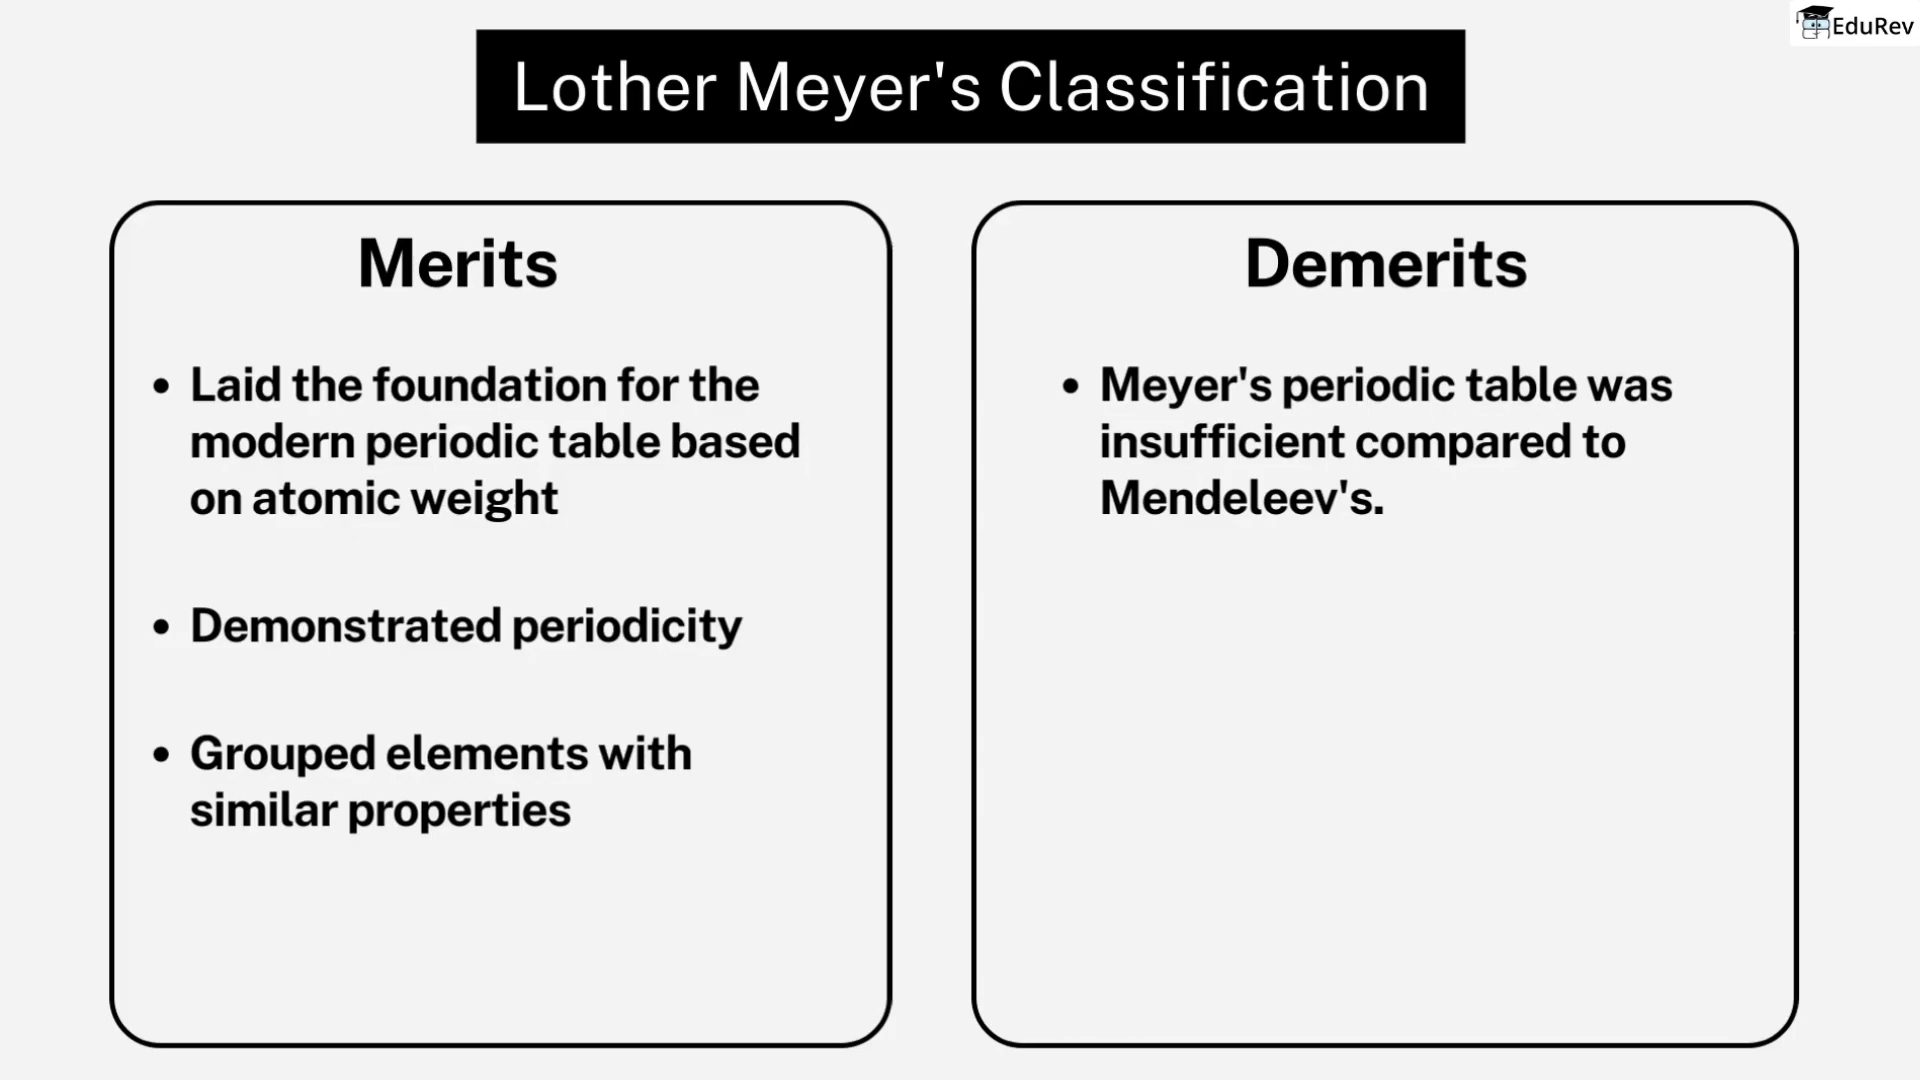 EduRev
Lother Meyer's Classification
Merits
• Laid the foundation for the
modern periodic table based
on atomic weight
• Demonstrated periodicity
• Grouped elements with
similar properties
Demerits
• Meyer's periodic table was
insufficient compared to
Mendeleev's.